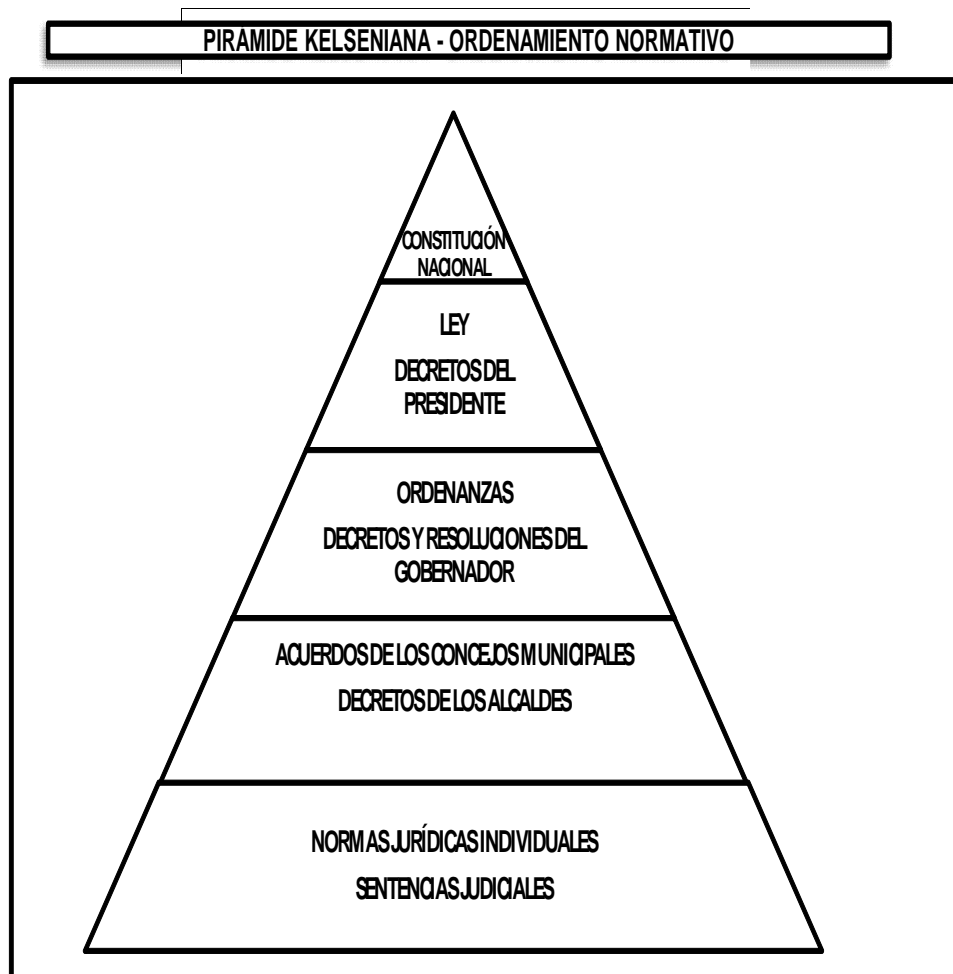 PIRÁMIDE KELSENIANA - ORDENAMIENTO NORMATIVO
CONSTITUCIÓN
NACIONAL
LEY
DECRETOS DEL
PRESIDENTE
ORDENANZAS
DECRETOS Y RESOLUCIONES DEL
GOBERNADOR
ACUERDOS DE LOS CONCEJOS MUNICIPALES
DECRETOS DE LOS ALCALDES
NORMAS JURÍDICAS INDIVIDUALES
SENTENCIAS JUDICIALES